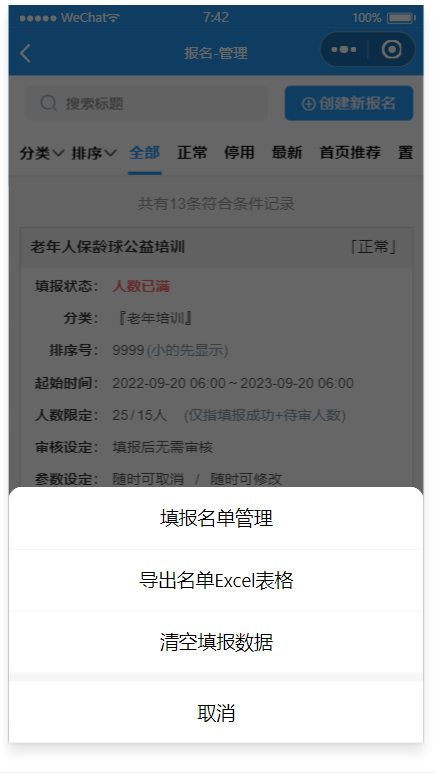 WeChat 7:42 100%
报名-管理
搜索标题 创建新报名
分类 排序 全部 正常 停用 最新 首页推荐 置
共有13条符合条件记录
老年人保龄球公益培训 「正常」
填报状态： 人数已满
分类： 『老年培训』
排序号： 9999 (小的先显示)
起始时间： 2022-09-20 06:00 ~ 2023-09-20 06:00
人数限定： 25 / 15人 (仅指填报成功+待审人数)
审核设定： 填报后无需审核
参数设定： 随时可取消 / 随时可修改
填报名单管理
导出名单Excel表格
清空填报数据
取消